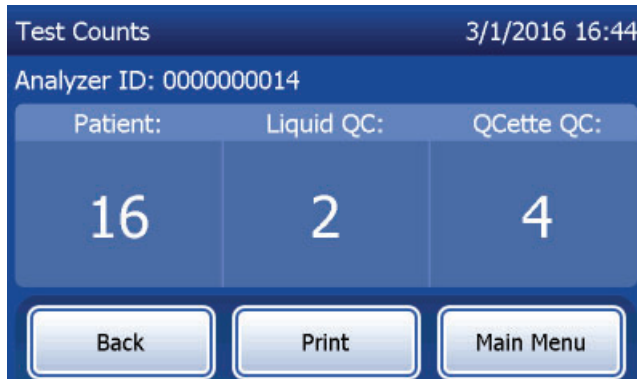 Test Counts 3/1/2016 16:44
Analyzer ID: 0000000014
Patient: Liquid QC: QCette QC:
16 2 4
Back Print Main Menu